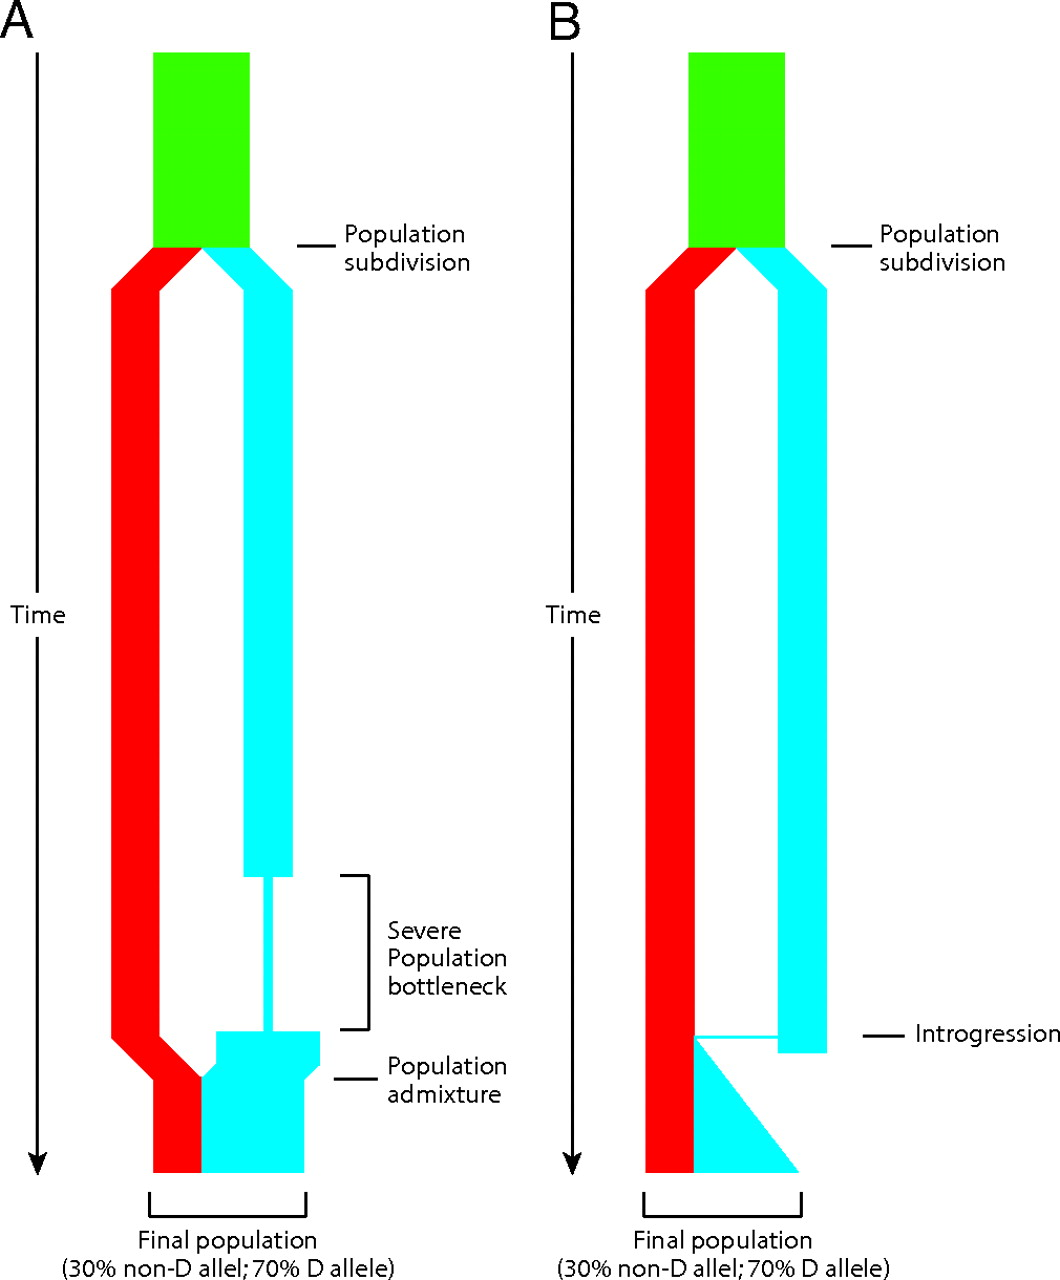 A
Population
subdivision
Time
Severe
Population
bottleneck
Population
admixture
Final population
(30% non-D allel; 70% D allele)
B
Population
subdivision
Time
Introgression
Final population
(30% non-D allel; 70% D allele)